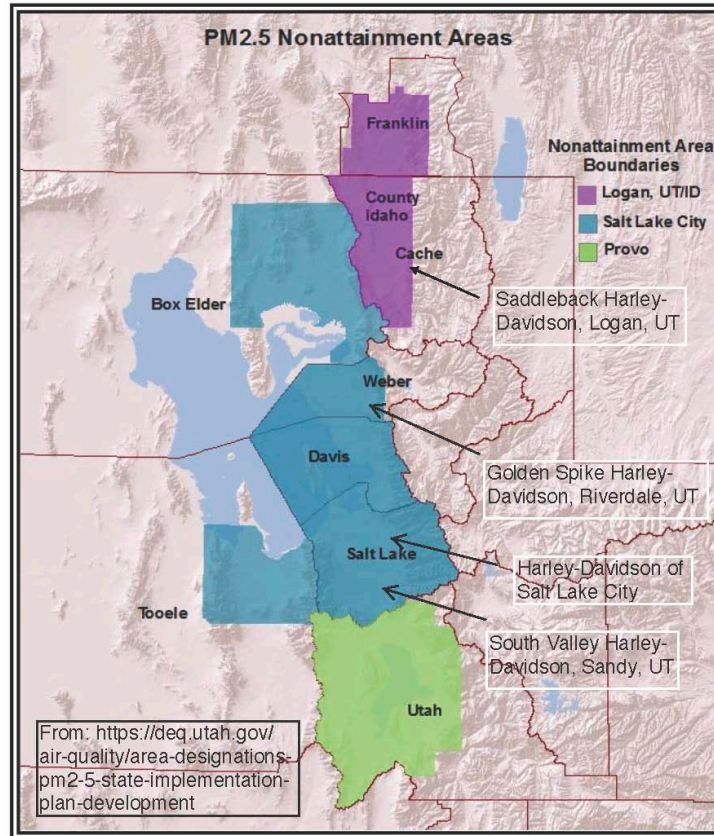 PM2.5 Nonattainment Areas
Franklin
Nonattainment Area
Boundaries
Logan, UT/ID
Salt Lake City
Provo
County
idaho
Cache
Saddleback Harley-
Davidson, Logan, UT
Box Elder
Weber
Davis
Golden Spike Harley-
Davidson, Riverdale, UT
Salt Lake
Harley-Davidson of
Salt Lake City
Tooele
South Valley Harley-
Davidson, Sandy, UT
Utah
From: https://deq.utah.gov/
air-quality/area-designations-
pm2-5-state-implementation-
plan-development